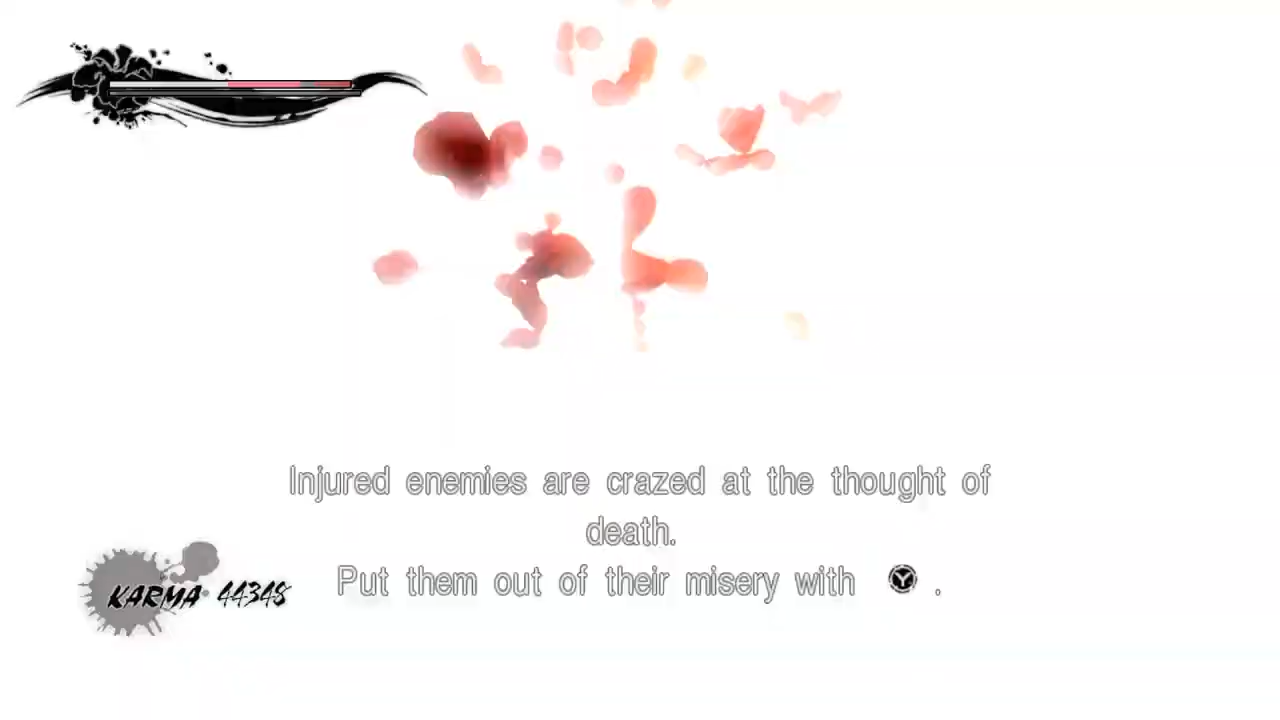 Injured enemies are crazed at the thought of
death.
Put them out of their misery with Ⓨ .
KARMA 44348